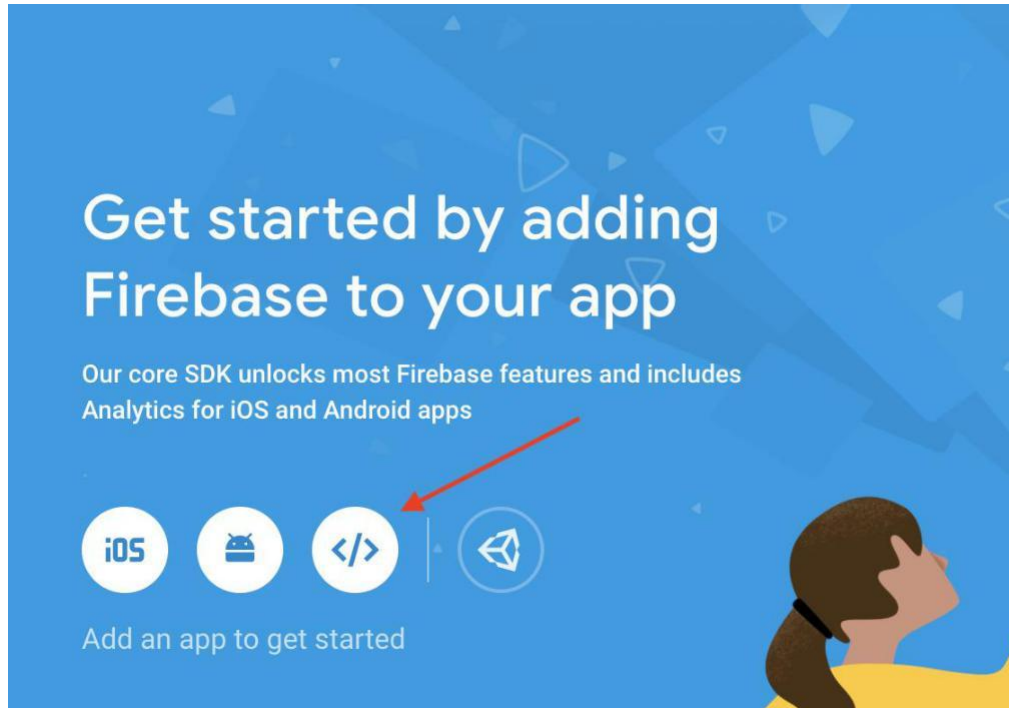 Get started by adding
Firebase to your app
Our core SDK unlocks most Firebase features and includes
Analytics for iOS and Android apps
iOS </>
Add an app to get started